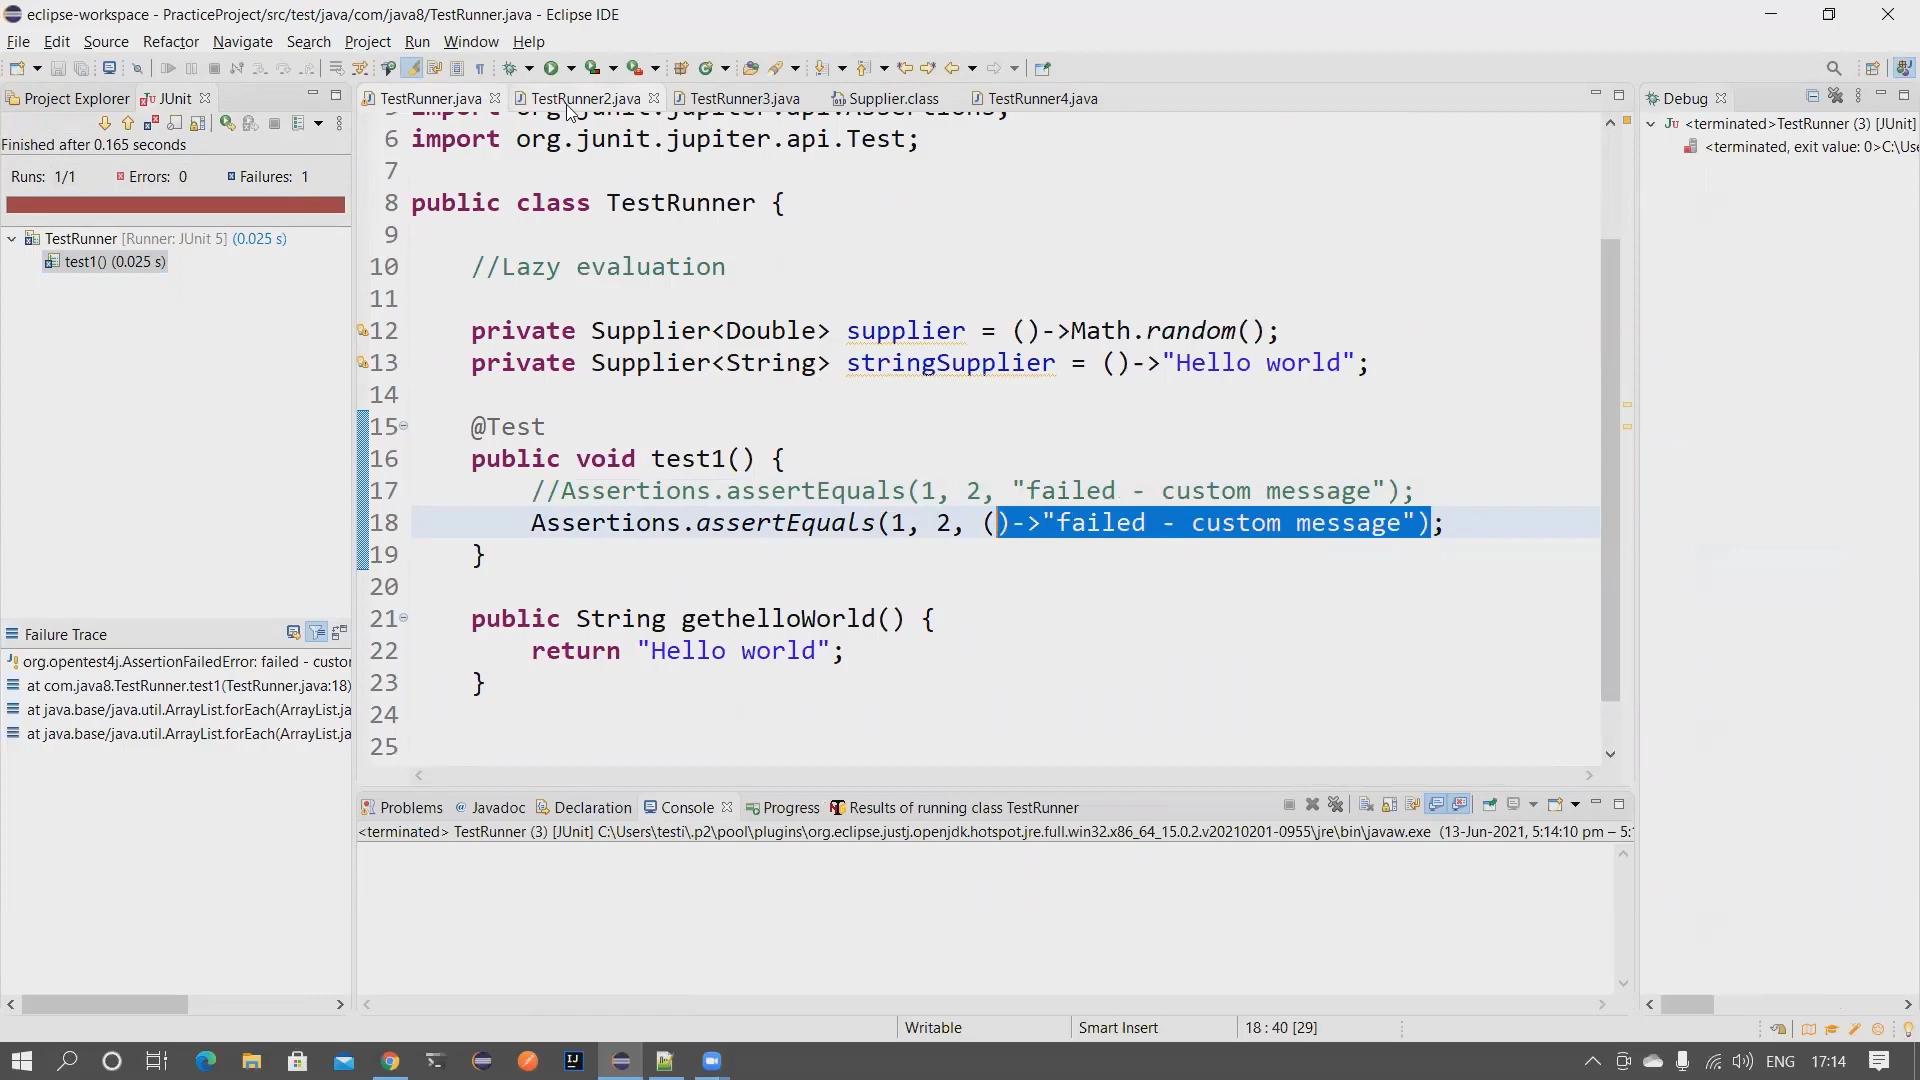 eclipse-workspace - PracticeProject/src/test/java/com/java8/TestRunner.java - Eclipse IDE
File Edit Source Refactor Navigate Search Project Run Window Help
Project Explorer JUnit
TestRunner.java TestRunner2.java TestRunner3.java Supplier.class TestRunner4.java
Debug
Finished after 0.165 seconds
Runs: 1/1 Errors: 0 Failures: 1
TestRunner [Runner: JUnit 5] (0.025 s)
test1() (0.025 s)
Failure Trace
org.opentest4j.AssertionFailedError: failed - custo
at com.java8.TestRunner.test1(TestRunner.java:18)
at java.base/java.util.ArrayList.forEach(ArrayList.ja
at java.base/java.util.ArrayList.forEach(ArrayList.ja
import org.junit.jupiter.api.Assertions;
6 import org.junit.jupiter.api.Test;
7
8 public class TestRunner {
9
10 //Lazy evaluation
11
12 private Supplier<Double> supplier = ()->Math.random();
13 private Supplier<String> stringSupplier = ()->"Hello world";
14
15 @Test
16 public void test1() {
17 //Assertions.assertEquals(1, 2, "failed - custom message");
18 Assertions.assertEquals(1, 2, ()->"failed - custom message");
19 }
20
21 public String gethelloWorld() {
22 return "Hello world";
23 }
24
25
<terminated>TestRunner (3) [JUnit]
<terminated, exit value: 0>C:\Use
Problems Javadoc Declaration Console Progress Results of running class TestRunner
<terminated> TestRunner (3) [JUnit] C:\Users\testi\.p2\pool\plugins\org.eclipse.justj.openjdk.hotspot.jre.full.win32.x86_64_15.0.2.v20210201-0955\jre\bin\javaw.exe (13-Jun-2021, 5:14:10 pm – 5:
Writable Smart Insert 18 : 40 [29]
ENG 17:14